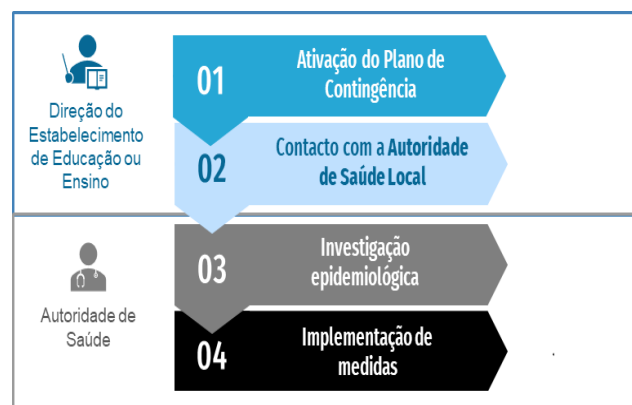 Direção do
Estabelecimento
de Educação ou
Ensino
01
Ativação do Plano de
Contingência
02
Contacto com a Autoridade
de Saúde Local
Autoridade de
Saúde
03
Investigação
epidemiológica
04
Implementação de
medidas